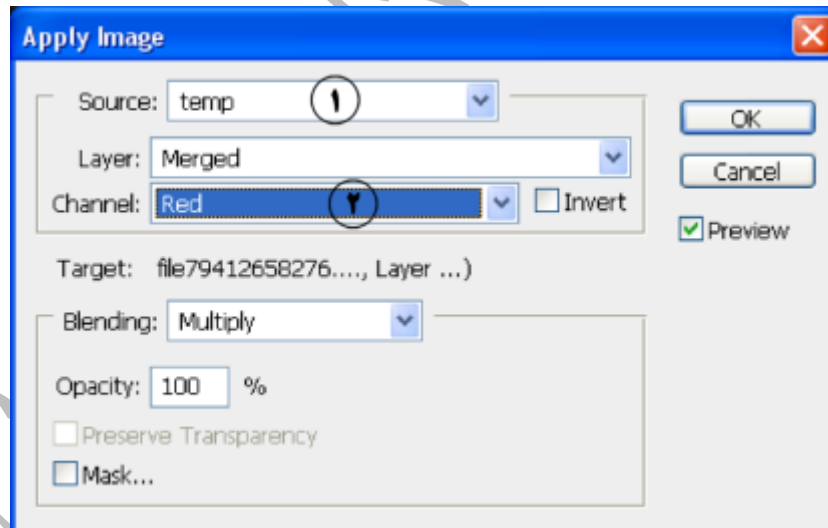 Apply Image
Source: temp ١
Layer: Merged
Channel: Red ٢ Invert
OK
Cancel
Preview
Target: file79412658276...., Layer ...)
Blending: Multiply
Opacity: 100 %
Preserve Transparency
Mask...